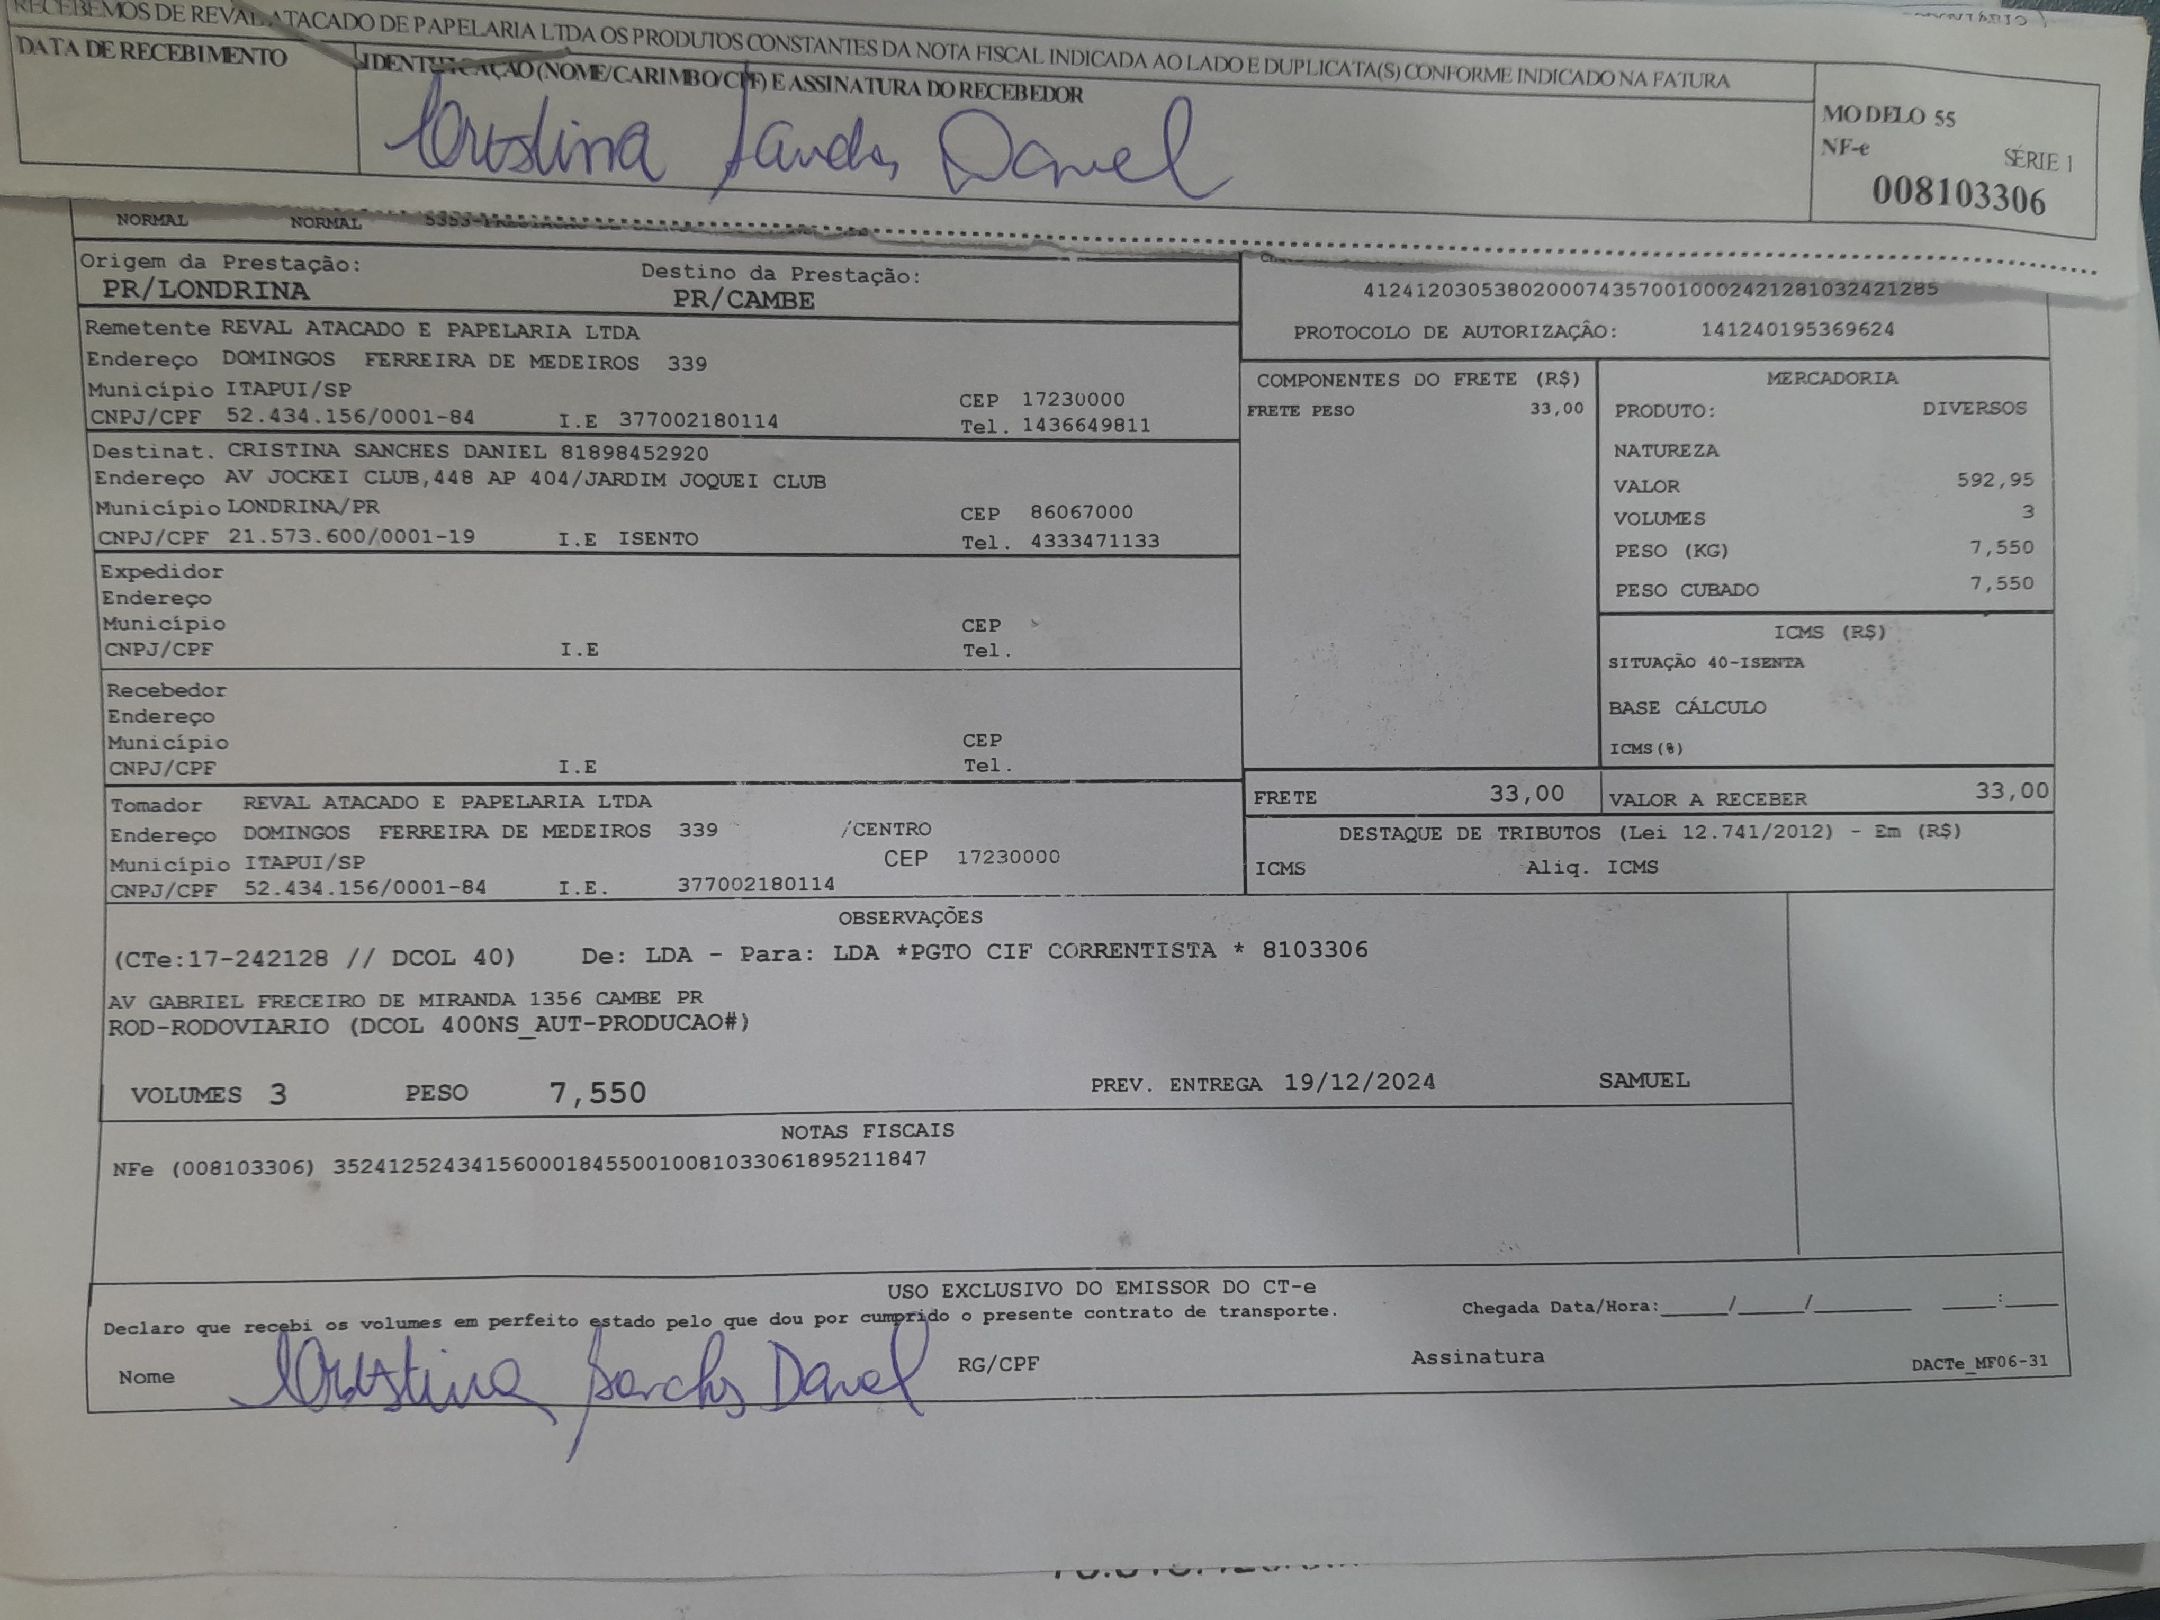 RECEBEMOS DE REVAL ATACADO DE PAPELARIA LTDA OS PRODUTOS CONSTANTES DA NOTA FISCAL INDICADA AO LADO E DUPLICATA(S) CONFORME INDICADO NA FATURA
DATA DE RECEBIMENTO
IDENTIFICAÇÃO (NOME/CARIMBO/CPF) E ASSINATURA DO RECEBEDOR
Cristina Sanches Daniel
MODELO 55
NF-e
SÉRIE 1
008103306
NORMAL NORMAL
Origem da Prestação:
PR/LONDRINA
Destino da Prestação:
PR/CAMBE
41241203053802000743570010002421281032421285
PROTOCOLO DE AUTORIZAÇÃO: 141240195369624
Remetente REVAL ATACADO E PAPELARIA LTDA
Endereço DOMINGOS FERREIRA DE MEDEIROS 339
Município ITAPUI/SP CEP 17230000
CNPJ/CPF 52.434.156/0001-84 I.E 377002180114 Tel. 1436649811
Destinat. CRISTINA SANCHES DANIEL 81898452920
Endereço AV JOCKEI CLUB,448 AP 404/JARDIM JOQUEI CLUB
Município LONDRINA/PR CEP 86067000
CNPJ/CPF 21.573.600/0001-19 I.E ISENTO Tel. 4333471133
Expedidor
Endereço
Município CEP
CNPJ/CPF I.E Tel.
Recebedor
Endereço
Município CEP
CNPJ/CPF I.E Tel.
Tomador REVAL ATACADO E PAPELARIA LTDA
Endereço DOMINGOS FERREIRA DE MEDEIROS 339 /CENTRO
Município ITAPUI/SP CEP 17230000
CNPJ/CPF 52.434.156/0001-84 I.E. 377002180114
COMPONENTES DO FRETE (R$)
FRETE PESO 33,00
MERCADORIA
PRODUTO: DIVERSOS
NATUREZA
VALOR 592,95
VOLUMES 3
PESO (KG) 7,550
PESO CUBADO 7,550
ICMS (R$)
SITUAÇÃO 40-ISENTA
BASE CÁLCULO
ICMS(%)
FRETE 33,00
VALOR A RECEBER 33,00
DESTAQUE DE TRIBUTOS (Lei 12.741/2012) - Em (R$)
ICMS Aliq. ICMS
OBSERVAÇÕES
(CTe:17-242128 // DCOL 40) De: LDA - Para: LDA *PGTO CIF CORRENTISTA * 8103306
AV GABRIEL FRECEIRO DE MIRANDA 1356 CAMBE PR
ROD-RODOVIARIO (DCOL 400NS_AUT-PRODUCAO#)
VOLUMES 3 PESO 7,550 PREV. ENTREGA 19/12/2024 SAMUEL
NOTAS FISCAIS
NFe (008103306) 35241252434156000184550010081033061895211847
USO EXCLUSIVO DO EMISSOR DO CT-e
Declaro que recebi os volumes em perfeito estado pelo que dou por cumprido o presente contrato de transporte.
Chegada Data/Hora:_____/_____/_______ ____:____
Nome Cristina Sanches Daniel RG/CPF Assinatura
DACTe_MF06-31